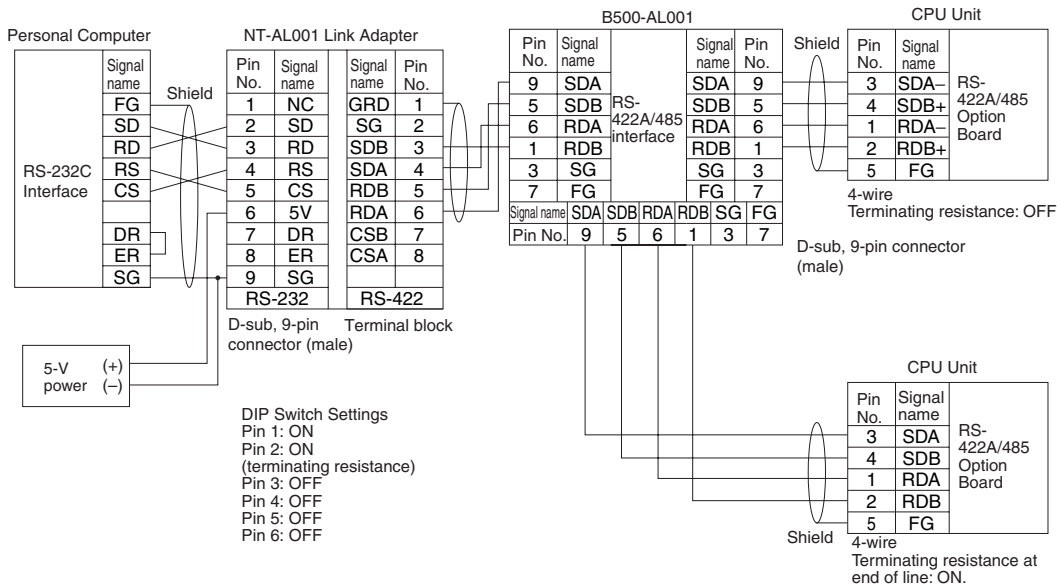 Personal Computer
RS-232C
Interface
Signal
name
FG
SD
RD
RS
CS
DR
ER
SG
Shield
5-V
power
(+)
(–)
NT-AL001 Link Adapter
Pin
No.
Signal
name
Signal
name
Pin
No.
1 NC GRD 1
2 SD SG 2
3 RD SDB 3
4 RS SDA 4
5 CS RDB 5
6 5V RDA 6
7 DR CSB 7
8 ER CSA 8
9 SG
RS-232 RS-422
D-sub, 9-pin
connector (male)
Terminal block
DIP Switch Settings
Pin 1: ON
Pin 2: ON
(terminating resistance)
Pin 3: OFF
Pin 4: OFF
Pin 5: OFF
Pin 6: OFF
B500-AL001
Pin
No.
Signal
name
Signal
name
Pin
No.
9 SDA SDA 9
5 SDB SDB 5
6 RDA RDA 6
1 RDB RDB 1
3 SG SG 3
7 FG FG 7
RS-
422A/485
interface
Signal name SDA SDB RDA RDB SG FG
Pin No. 9 5 6 1 3 7
CPU Unit
Shield
Pin
No.
Signal
name
3 SDA–
4 SDB+
1 RDA–
2 RDB+
5 FG
RS-
422A/485
Option
Board
4-wire
Terminating resistance: OFF
D-sub, 9-pin connector
(male)
CPU Unit
Pin
No.
Signal
name
3 SDA
4 SDB
1 RDA
2 RDB
5 FG
RS-
422A/485
Option
Board
Shield
4-wire
Terminating resistance at
end of line: ON.